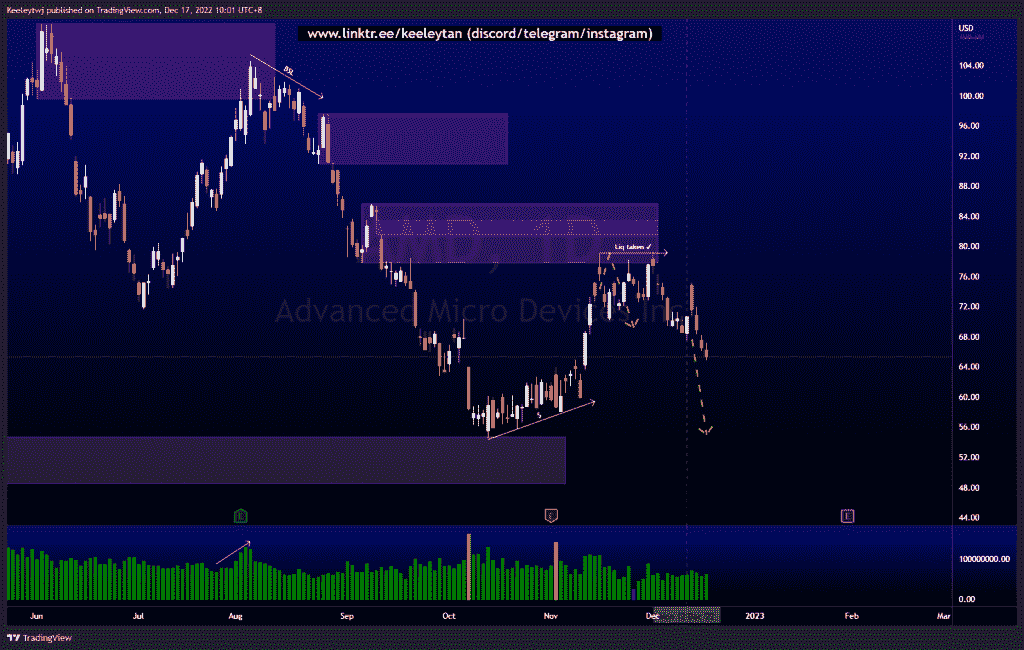 Keeleytwj published on TradingView.com, Dec 17, 2022 10:01 UTC+8
www.linktr.ee/keeleytan (discord/telegram/instagram)
USD
104.00
100.00
96.00
92.00
88.00
84.00
80.00
76.00
72.00
68.00
64.00
60.00
56.00
52.00
48.00
44.00
BSL
AMD, 1D
Liq taken ✓
Advanced Micro Devices Inc
E
E
100000000.00
0.00
Jun Jul Aug Sep Oct Nov Dec 2023 Feb Mar
TradingView